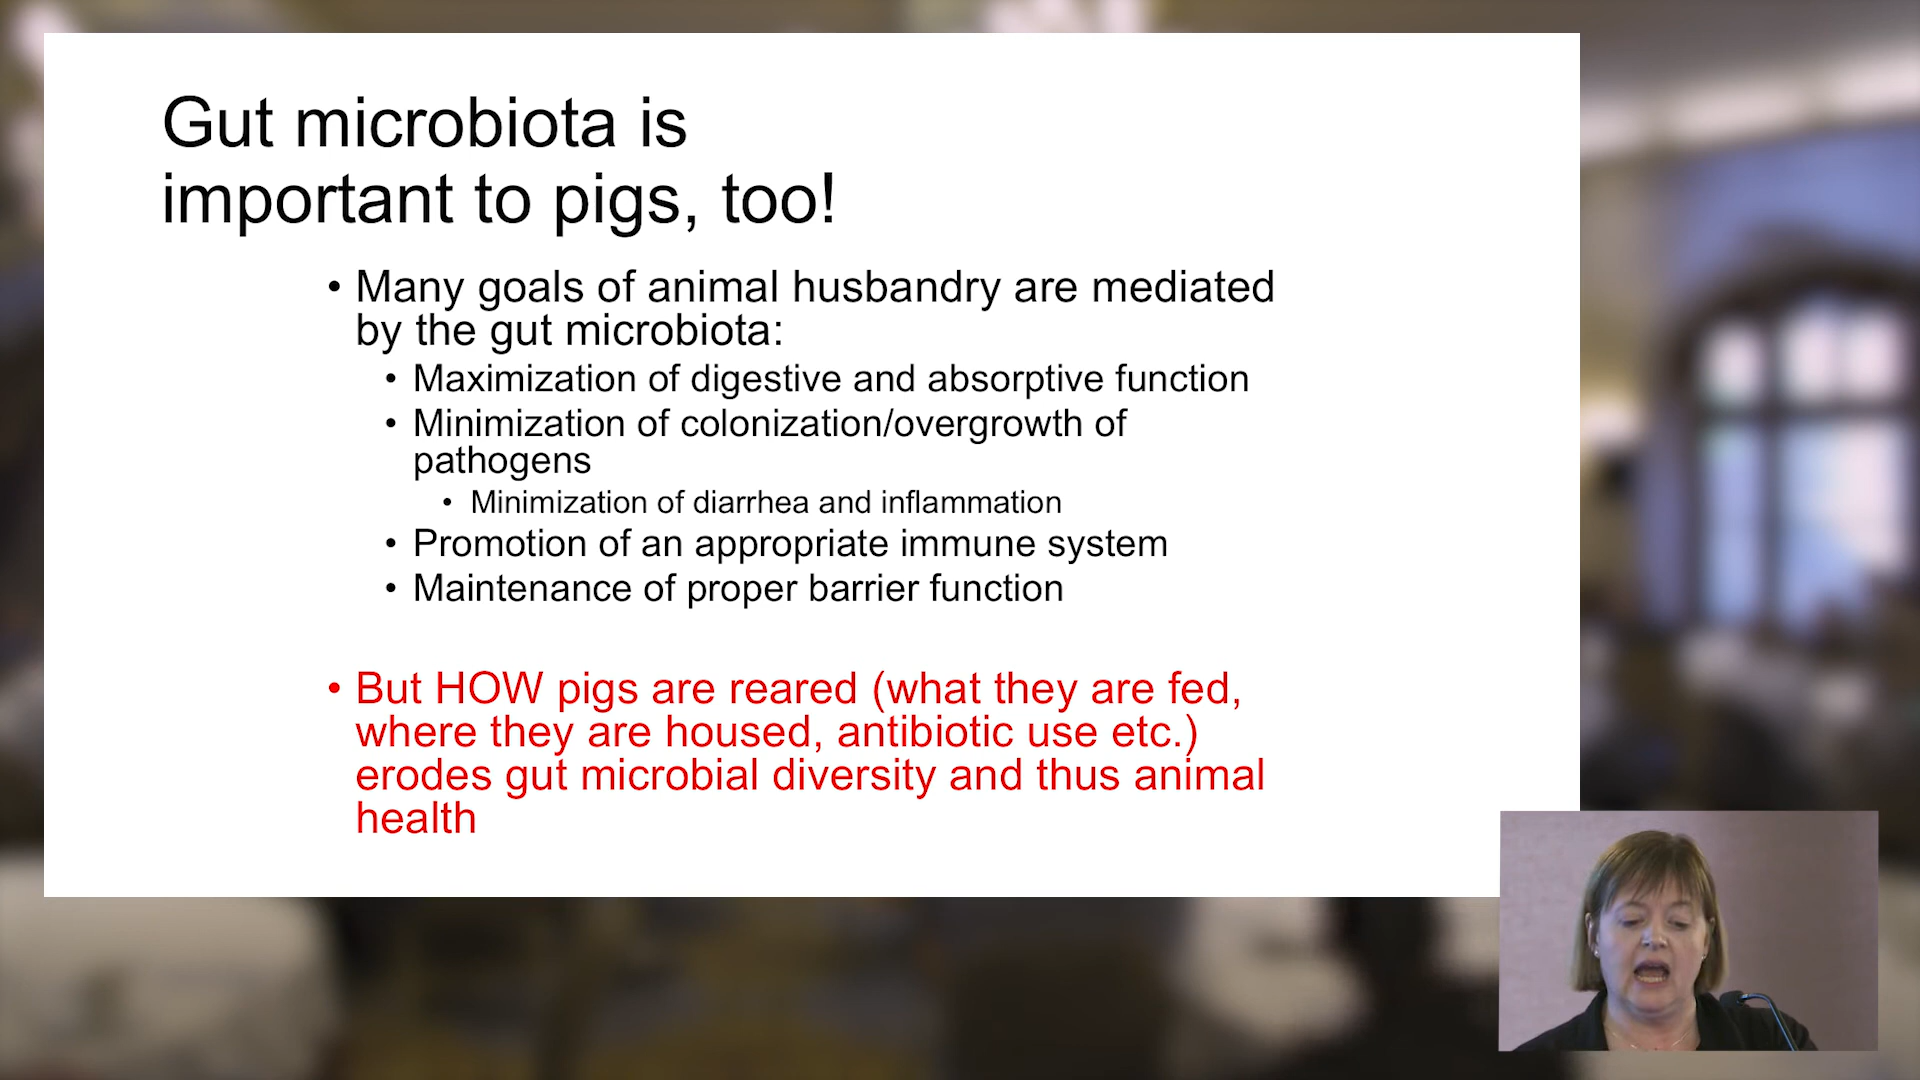 Gut microbiota is
important to pigs, too!
• Many goals of animal husbandry are mediated
by the gut microbiota:
• Maximization of digestive and absorptive function
• Minimization of colonization/overgrowth of
pathogens
• Minimization of diarrhea and inflammation
• Promotion of an appropriate immune system
• Maintenance of proper barrier function
• But HOW pigs are reared (what they are fed,
where they are housed, antibiotic use etc.)
erodes gut microbial diversity and thus animal
health